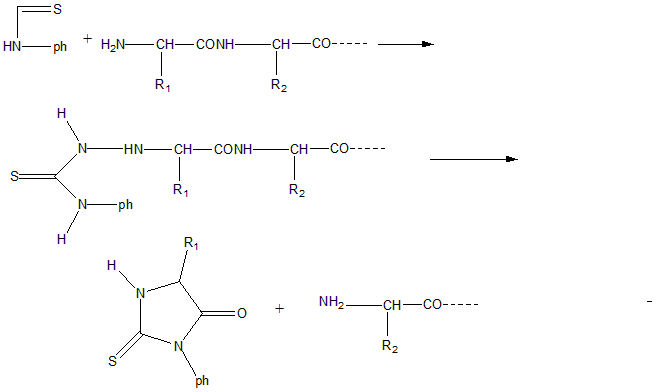 S
HN ph + H₂N CH CONH CH CO
R₁ R₂
H
N HN CH CONH CH CO
S R₁ R₂
N ph
H
R₁
H
N + NH₂ CH CO
O
S N R₂
ph